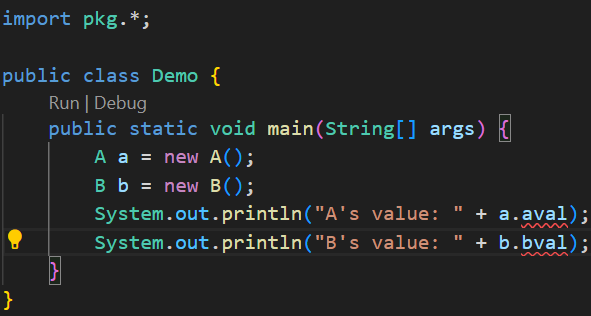 import pkg.*;
public class Demo {
Run | Debug
public static void main(String[] args) {
A a = new A();
B b = new B();
System.out.println("A's value: " + a.aval);
System.out.println("B's value: " + b.bval);
}
}